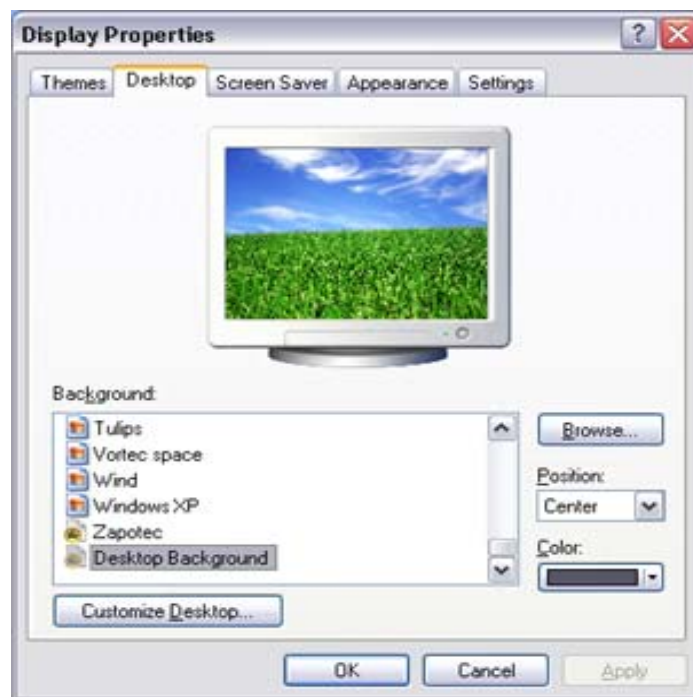 Display Properties
?
Themes Desktop Screen Saver Appearance Settings
Background:
Tulips
Vortec space
Wind
Windows XP
Zapotec
Desktop Background
Browse...
Position:
Center
Color:
Customize Desktop...
OK Cancel Apply